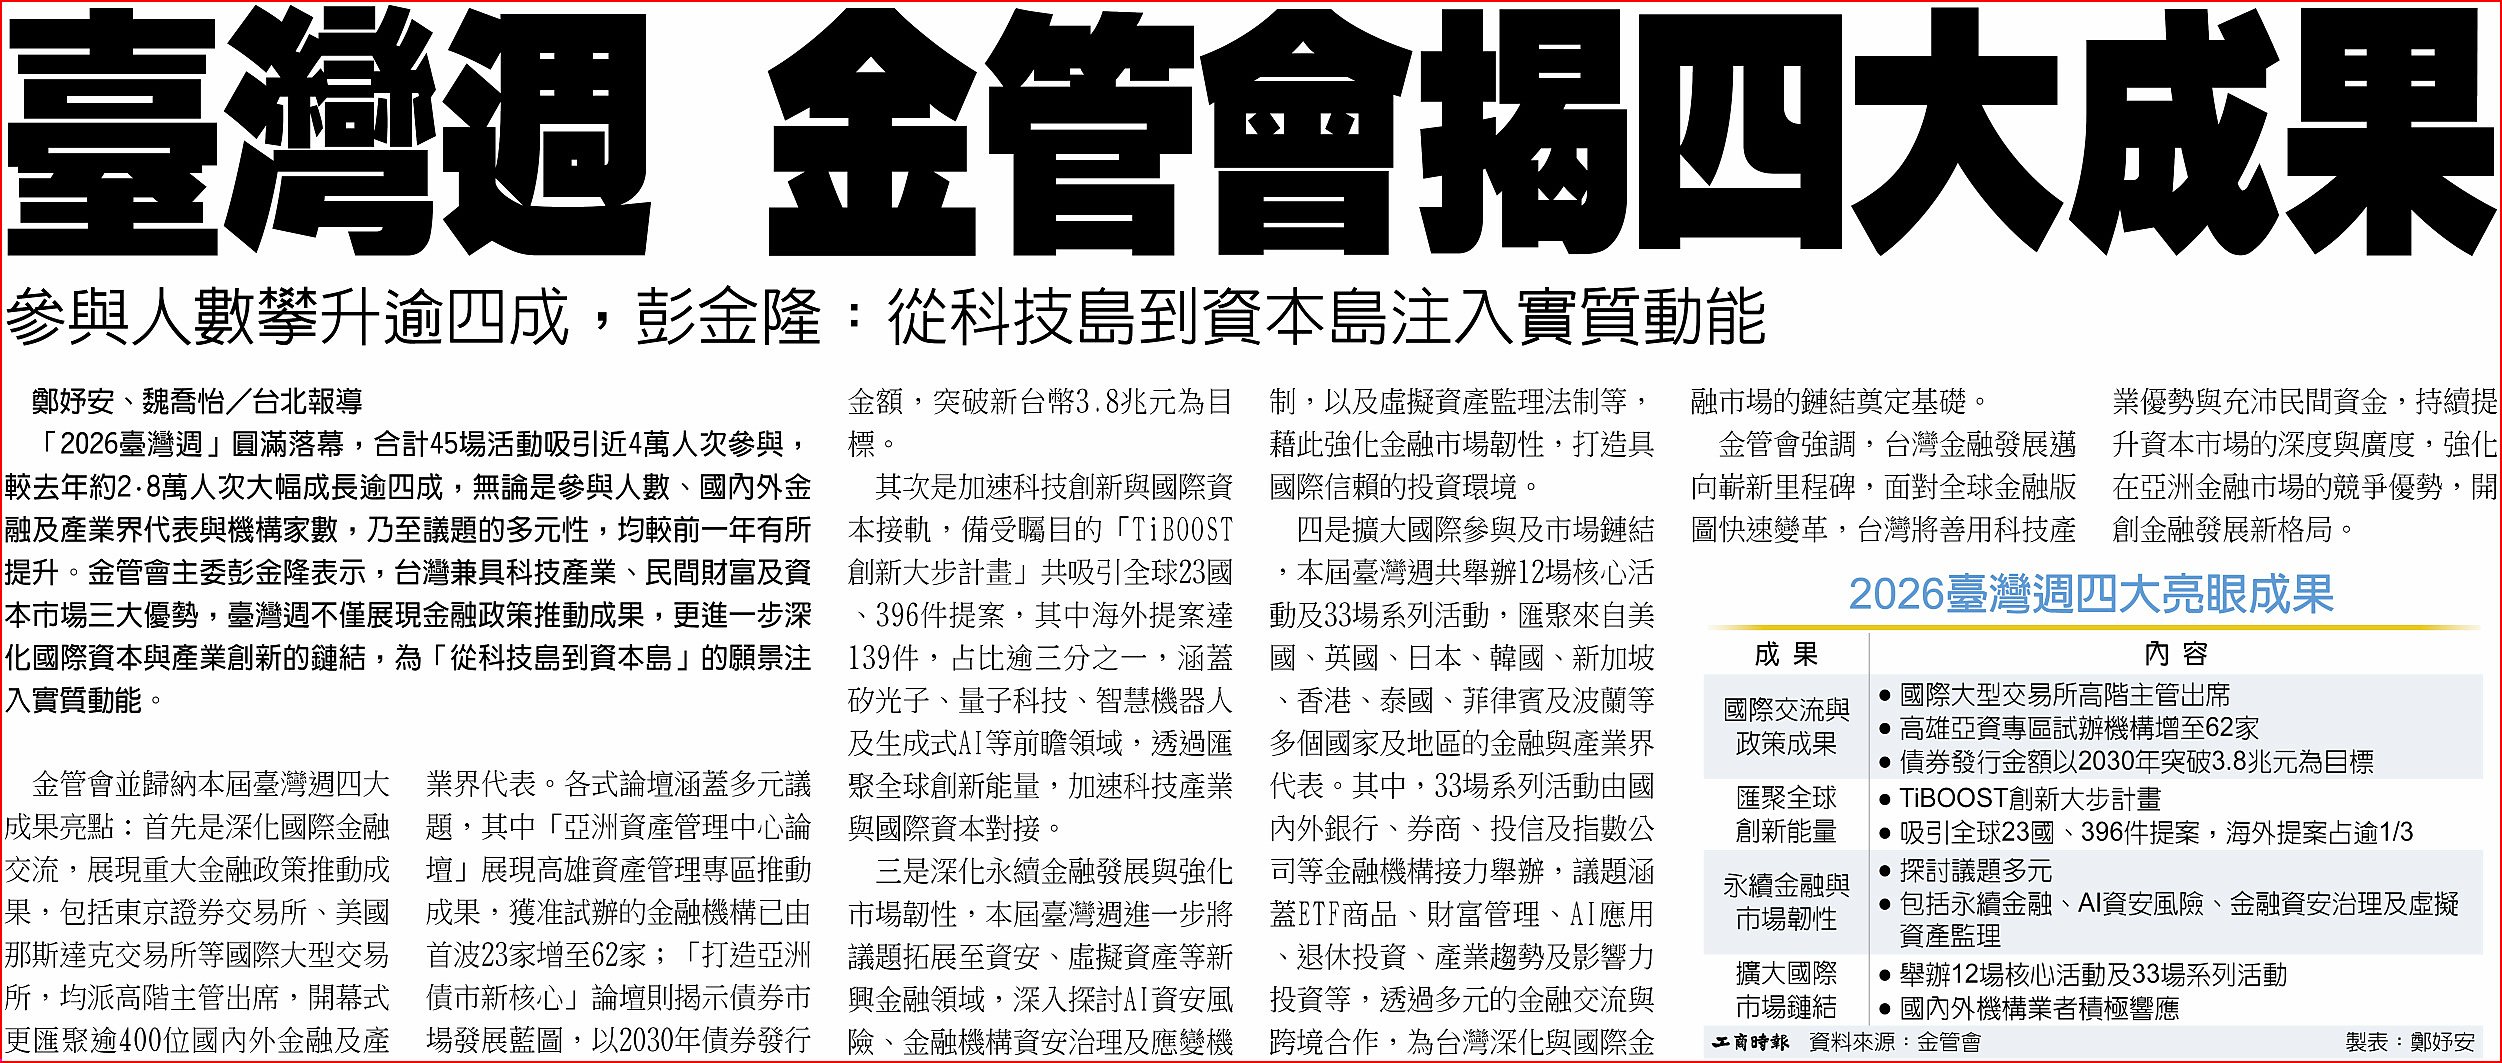 臺灣週 金管會揭四大成果
參與人數攀升逾四成，彭金隆：從科技島到資本島注入實質動能
鄭妤安、魏喬怡／台北報導
「2026臺灣週」圓滿落幕，合計45場活動吸引近4萬人次參與，
較去年約2.8萬人次大幅成長逾四成，無論是參與人數、國內外金
融及產業界代表與機構家數，乃至議題的多元性，均較前一年有所
提升。金管會主委彭金隆表示，台灣兼具科技產業、民間財富及資
本市場三大優勢，臺灣週不僅展現金融政策推動成果，更進一步深
化國際資本與產業創新的鏈結，為「從科技島到資本島」的願景注
入實質動能。
金管會並歸納本屆臺灣週四大
成果亮點：首先是深化國際金融
交流，展現重大金融政策推動成
果，包括東京證券交易所、美國
那斯達克交易所等國際大型交易
所，均派高階主管出席，開幕式
更匯聚逾400位國內外金融及產
業界代表。各式論壇涵蓋多元議
題，其中「亞洲資產管理中心論
壇」展現高雄資產管理專區推動
成果，獲准試辦的金融機構已由
首波23家增至62家；「打造亞洲
債市新核心」論壇則揭示債券市
場發展藍圖，以2030年債券發行
金額，突破新台幣3.8兆元為目
標。
其次是加速科技創新與國際資
本接軌，備受矚目的「TiBOOST
創新大步計畫」共吸引全球23國
、396件提案，其中海外提案達
139件，占比逾三分之一，涵蓋
矽光子、量子科技、智慧機器人
及生成式AI等前瞻領域，透過匯
聚全球創新能量，加速科技產業
與國際資本對接。
三是深化永續金融發展與強化
市場韌性，本屆臺灣週進一步將
議題拓展至資安、虛擬資產等新
興金融領域，深入探討AI資安風
險、金融機構資安治理及應變機
制，以及虛擬資產監理法制等，
藉此強化金融市場韌性，打造具
國際信賴的投資環境。
四是擴大國際參與及市場鏈結
，本屆臺灣週共舉辦12場核心活
動及33場系列活動，匯聚來自美
國、英國、日本、韓國、新加坡
、香港、泰國、菲律賓及波蘭等
多個國家及地區的金融與產業界
代表。其中，33場系列活動由國
內外銀行、券商、投信及指數公
司等金融機構接力舉辦，議題涵
蓋ETF商品、財富管理、AI應用
、退休投資、產業趨勢及影響力
投資等，透過多元的金融交流與
跨境合作，為台灣深化與國際金
融市場的鏈結奠定基礎。
金管會強調，台灣金融發展邁
向嶄新里程碑，面對全球金融版
圖快速變革，台灣將善用科技產
業優勢與充沛民間資金，持續提
升資本市場的深度與廣度，強化
在亞洲金融市場的競爭優勢，開
創金融發展新格局。
2026臺灣週四大亮眼成果
成果 內容
國際交流與
政策成果
● 國際大型交易所高階主管出席
● 高雄亞資專區試辦機構增至62家
● 債券發行金額以2030年突破3.8兆元為目標
匯聚全球
創新能量
● TiBOOST創新大步計畫
● 吸引全球23國、396件提案，海外提案占逾1/3
永續金融與
市場韌性
● 探討議題多元
● 包括永續金融、AI資安風險、金融資安治理及虛擬
資產監理
擴大國際
市場鏈結
● 舉辦12場核心活動及33場系列活動
● 國內外機構業者積極響應
工商時報 資料來源：金管會 製表：鄭妤安